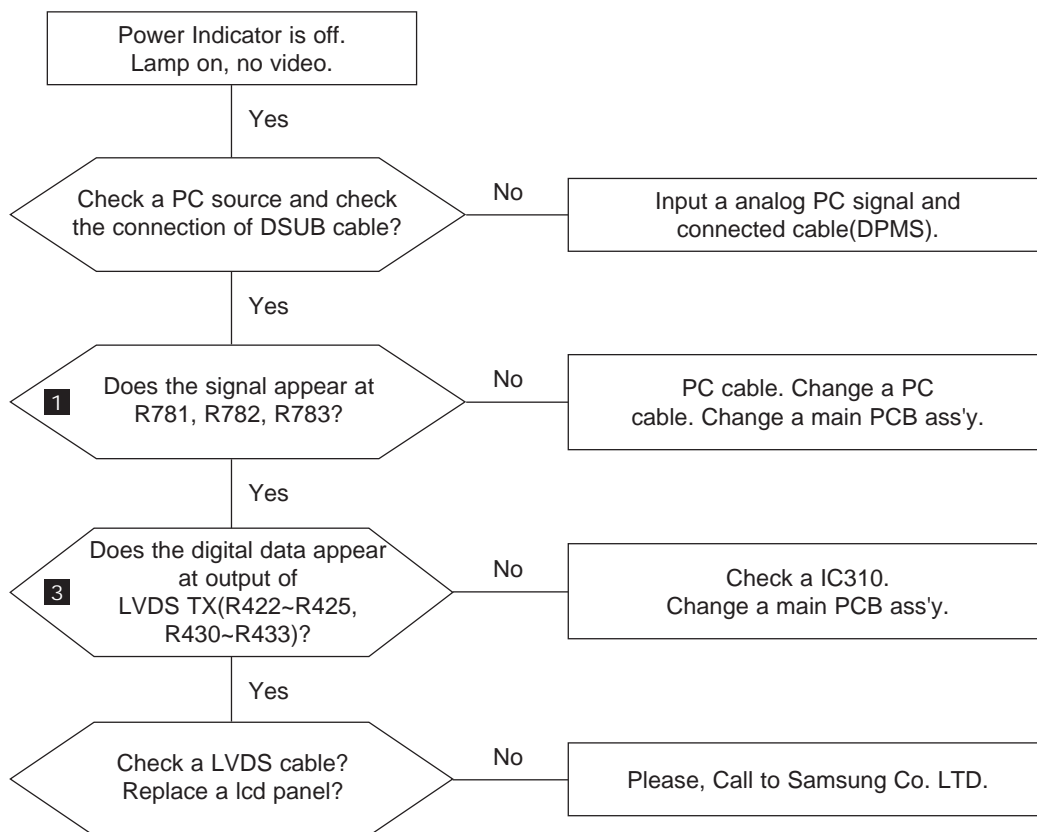 Power Indicator is off.
Lamp on, no video.
Yes
Check a PC source and check
the connection of DSUB cable?
No
Input a analog PC signal and
connected cable(DPMS).
Yes
1
Does the signal appear at
R781, R782, R783?
No
PC cable. Change a PC
cable. Change a main PCB ass'y.
Yes
3
Does the digital data appear
at output of
LVDS TX(R422~R425,
R430~R433)?
No
Check a IC310.
Change a main PCB ass'y.
Yes
Check a LVDS cable?
Replace a lcd panel?
No
Please, Call to Samsung Co. LTD.